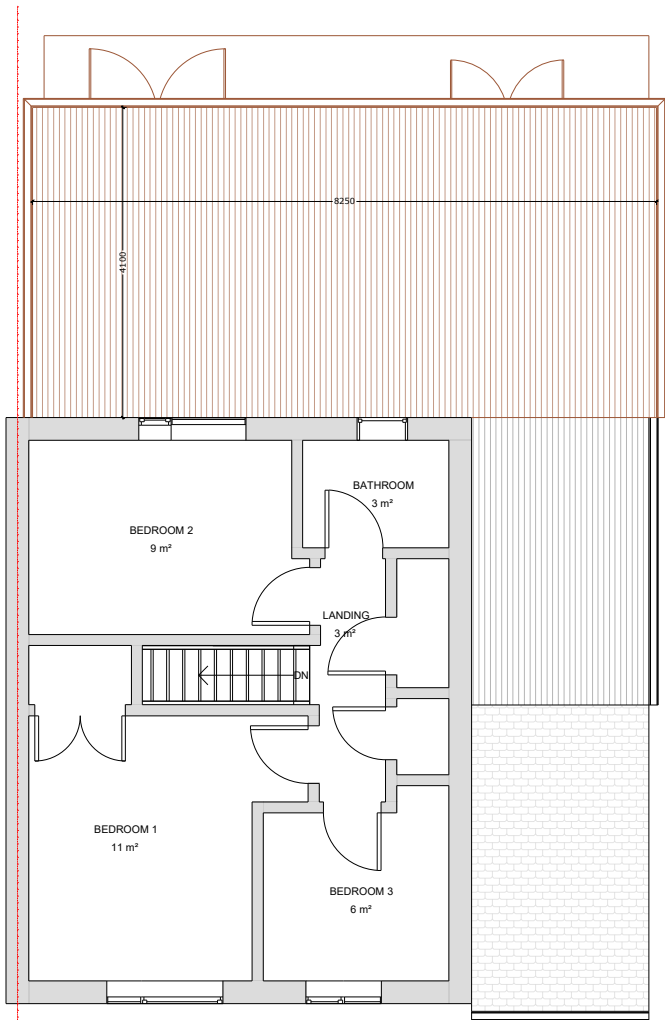 8250
4100
BATHROOM
3 m²
BEDROOM 2
9 m²
LANDING
3 m²
DN
BEDROOM 1
11 m²
BEDROOM 3
6 m²